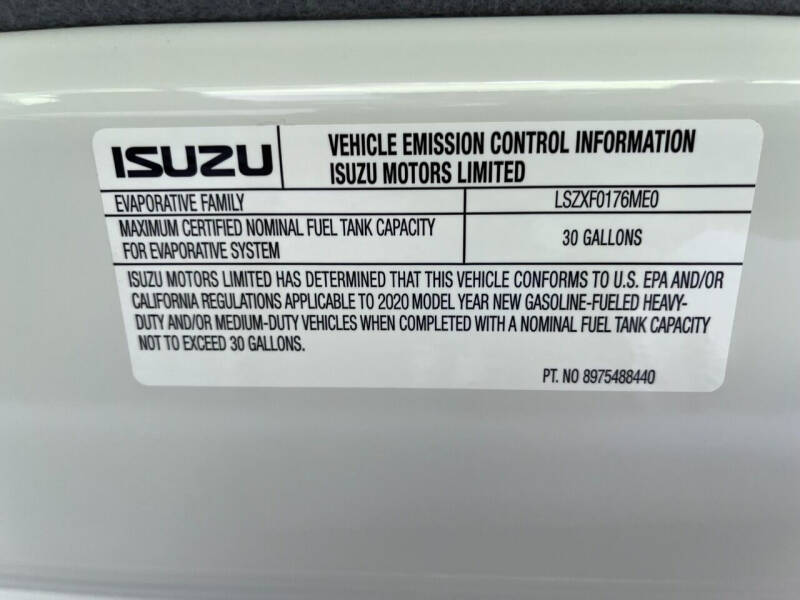 ISUZU
VEHICLE EMISSION CONTROL INFORMATION
ISUZU MOTORS LIMITED
EVAPORATIVE FAMILY LSZXF0176ME0
MAXIMUM CERTIFIED NOMINAL FUEL TANK CAPACITY
FOR EVAPORATIVE SYSTEM
30 GALLONS
ISUZU MOTORS LIMITED HAS DETERMINED THAT THIS VEHICLE CONFORMS TO U.S. EPA AND/OR
CALIFORNIA REGULATIONS APPLICABLE TO 2020 MODEL YEAR NEW GASOLINE-FUELED HEAVY-
DUTY AND/OR MEDIUM-DUTY VEHICLES WHEN COMPLETED WITH A NOMINAL FUEL TANK CAPACITY
NOT TO EXCEED 30 GALLONS.
PT. NO 8975488440